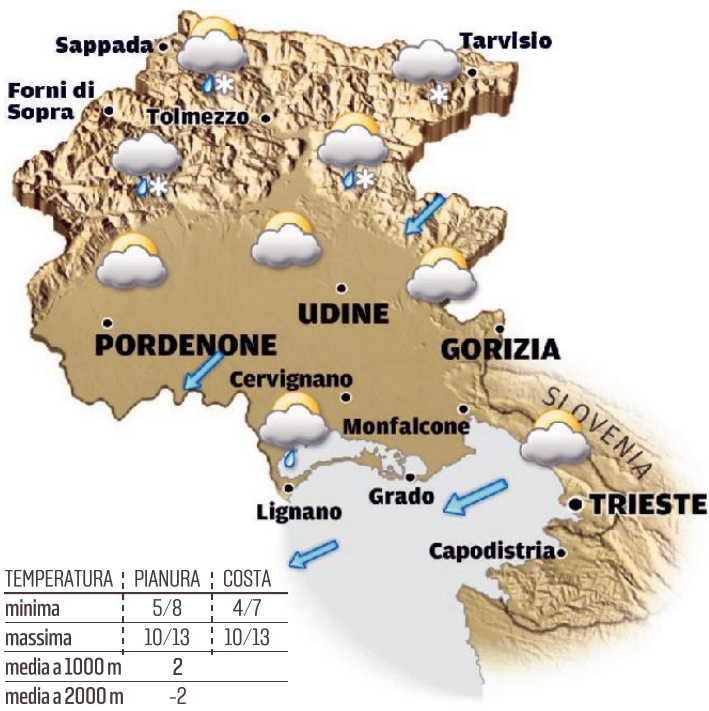 Sappada
Tarvisio
Forni di
Sopra
Tolmezzo
UDINE
PORDENONE
GORIZIA
Cervignano
SLOVENIA
Monfalcone
Grado
TRIESTE
Lignano
Capodistria
TEMPERATURA PIANURA COSTA
minima 5/8 4/7
massima 10/13 10/13
media a 1000 m 2
media a 2000 m -2